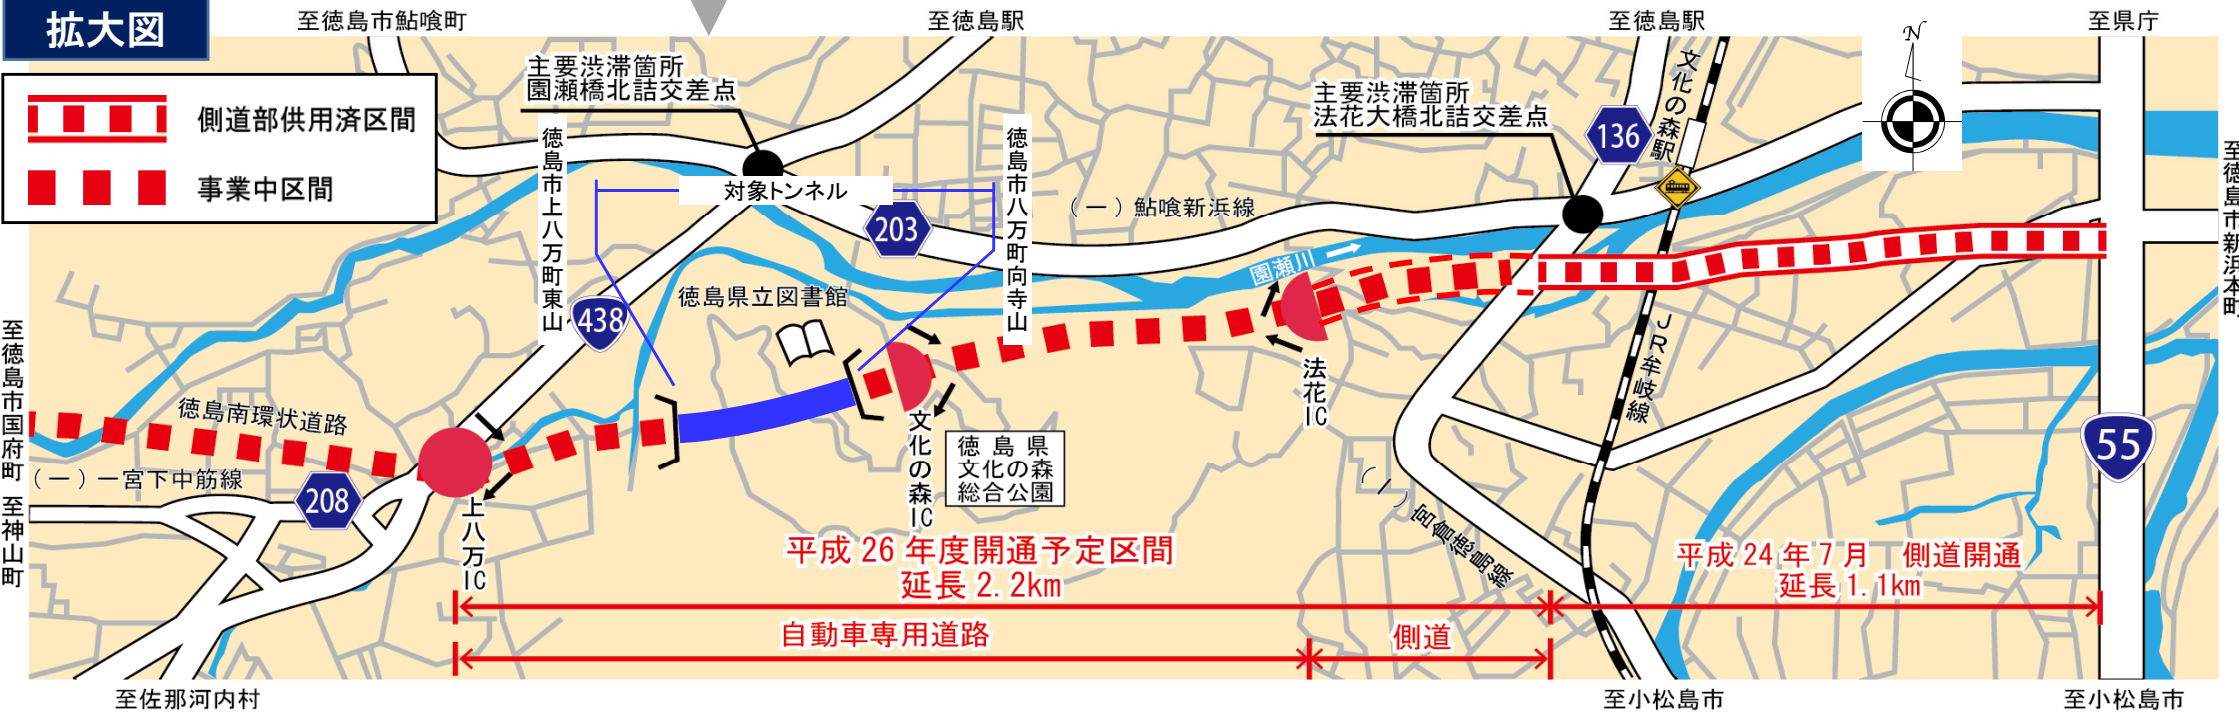 拡大図
至徳島市鮎喰町
至徳島駅
至徳島駅
至県庁
側道部供用済区間
事業中区間
主要渋滞箇所
園瀬橋北詰交差点
主要渋滞箇所
法花大橋北詰交差点
文化の森駅
136
N
徳島市上八万町東山
対象トンネル
徳島市八万町向寺山
203
(一)鮎喰新浜線
至徳島市新浜本町
園瀬川
徳島県立図書館
438
JR牟岐線
至徳島市国府町
徳島南環状道路
法花IC
文化の森IC
徳島県
文化の森
総合公園
55
(一)一宮下中筋線
208
至神山町
上八万IC
(一)宮倉徳島線
平成26年度開通予定区間
延長2.2km
平成24年7月 側道開通
延長1.1km
自動車専用道路
側道
至佐那河内村
至小松島市
至小松島市